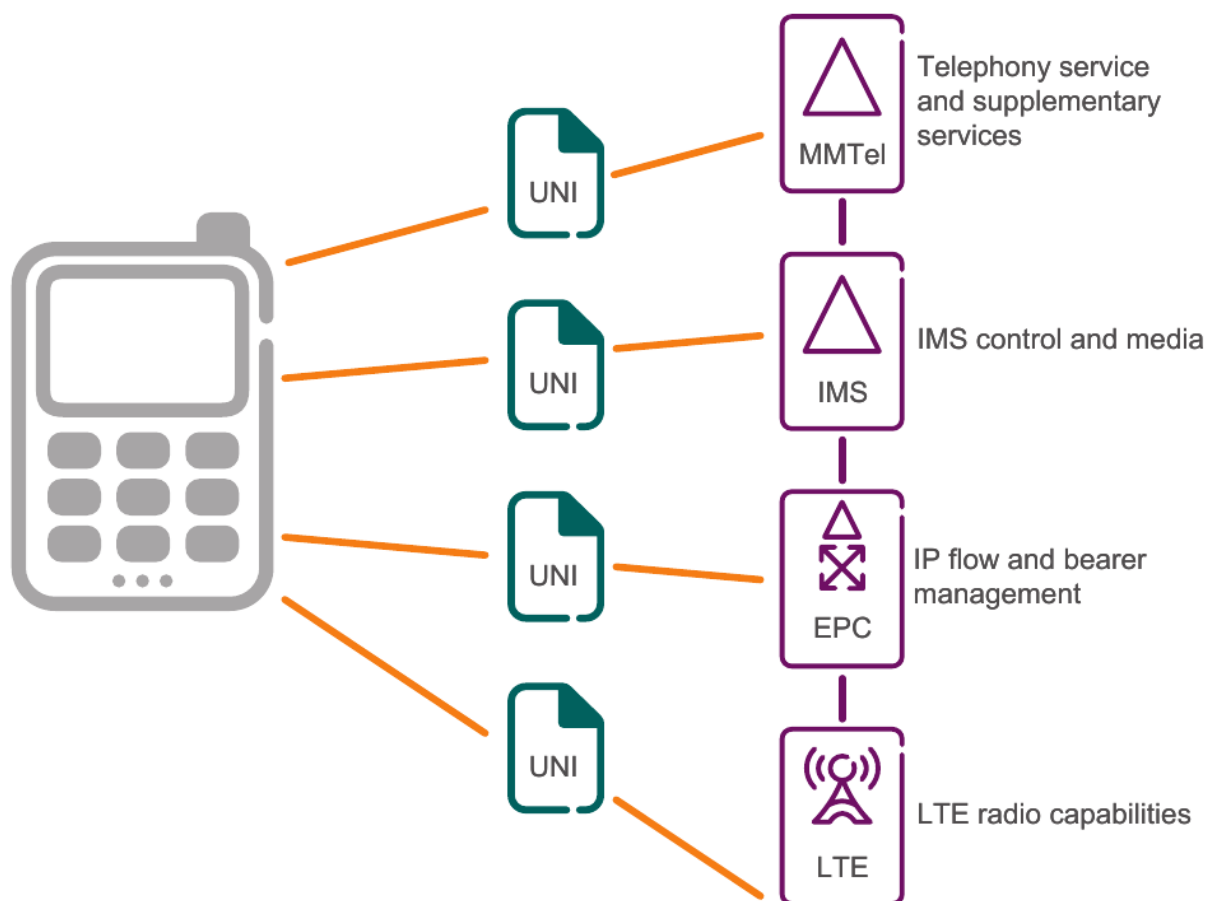 Telephony service
and supplementary
services
MMTel
UNI
IMS control and media
IMS
UNI
IP flow and bearer
management
EPC
UNI
LTE radio capabilities
LTE
UNI